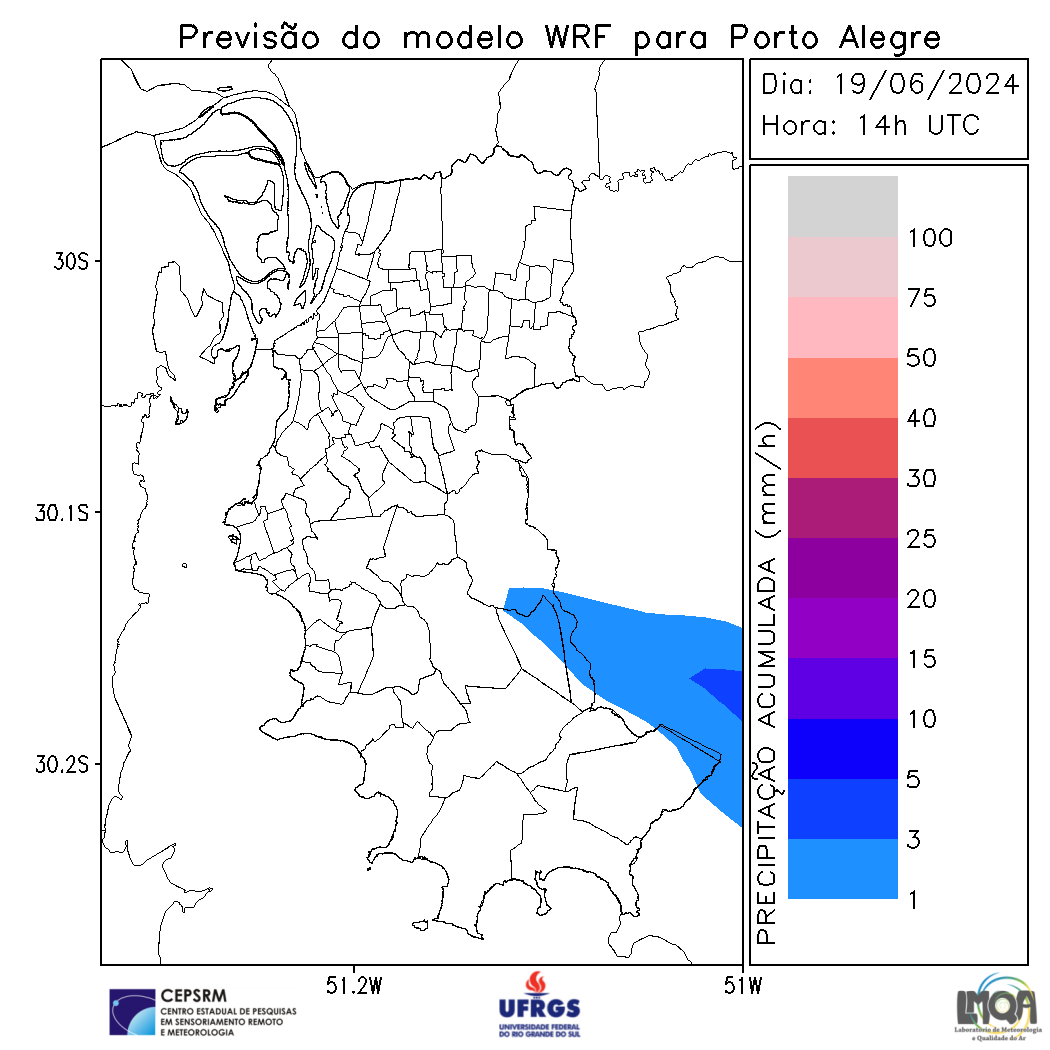 Previsão do modelo WRF para Porto Alegre
Dia: 19/06/2024
Hora: 14h UTC
30S
30.1S
30.2S
51.2W
51W
PRECIPITAÇÃO ACUMULADA (mm/h)
100
75
50
40
30
25
20
15
10
5
3
1
CEPSRM
CENTRO ESTADUAL DE PESQUISAS
EM SENSORIAMENTO REMOTO
E METEOROLOGIA
UFRGS
UNIVERSIDADE FEDERAL
DO RIO GRANDE DO SUL
LMQA
Laboratório de Meteorologia
e Qualidade do Ar